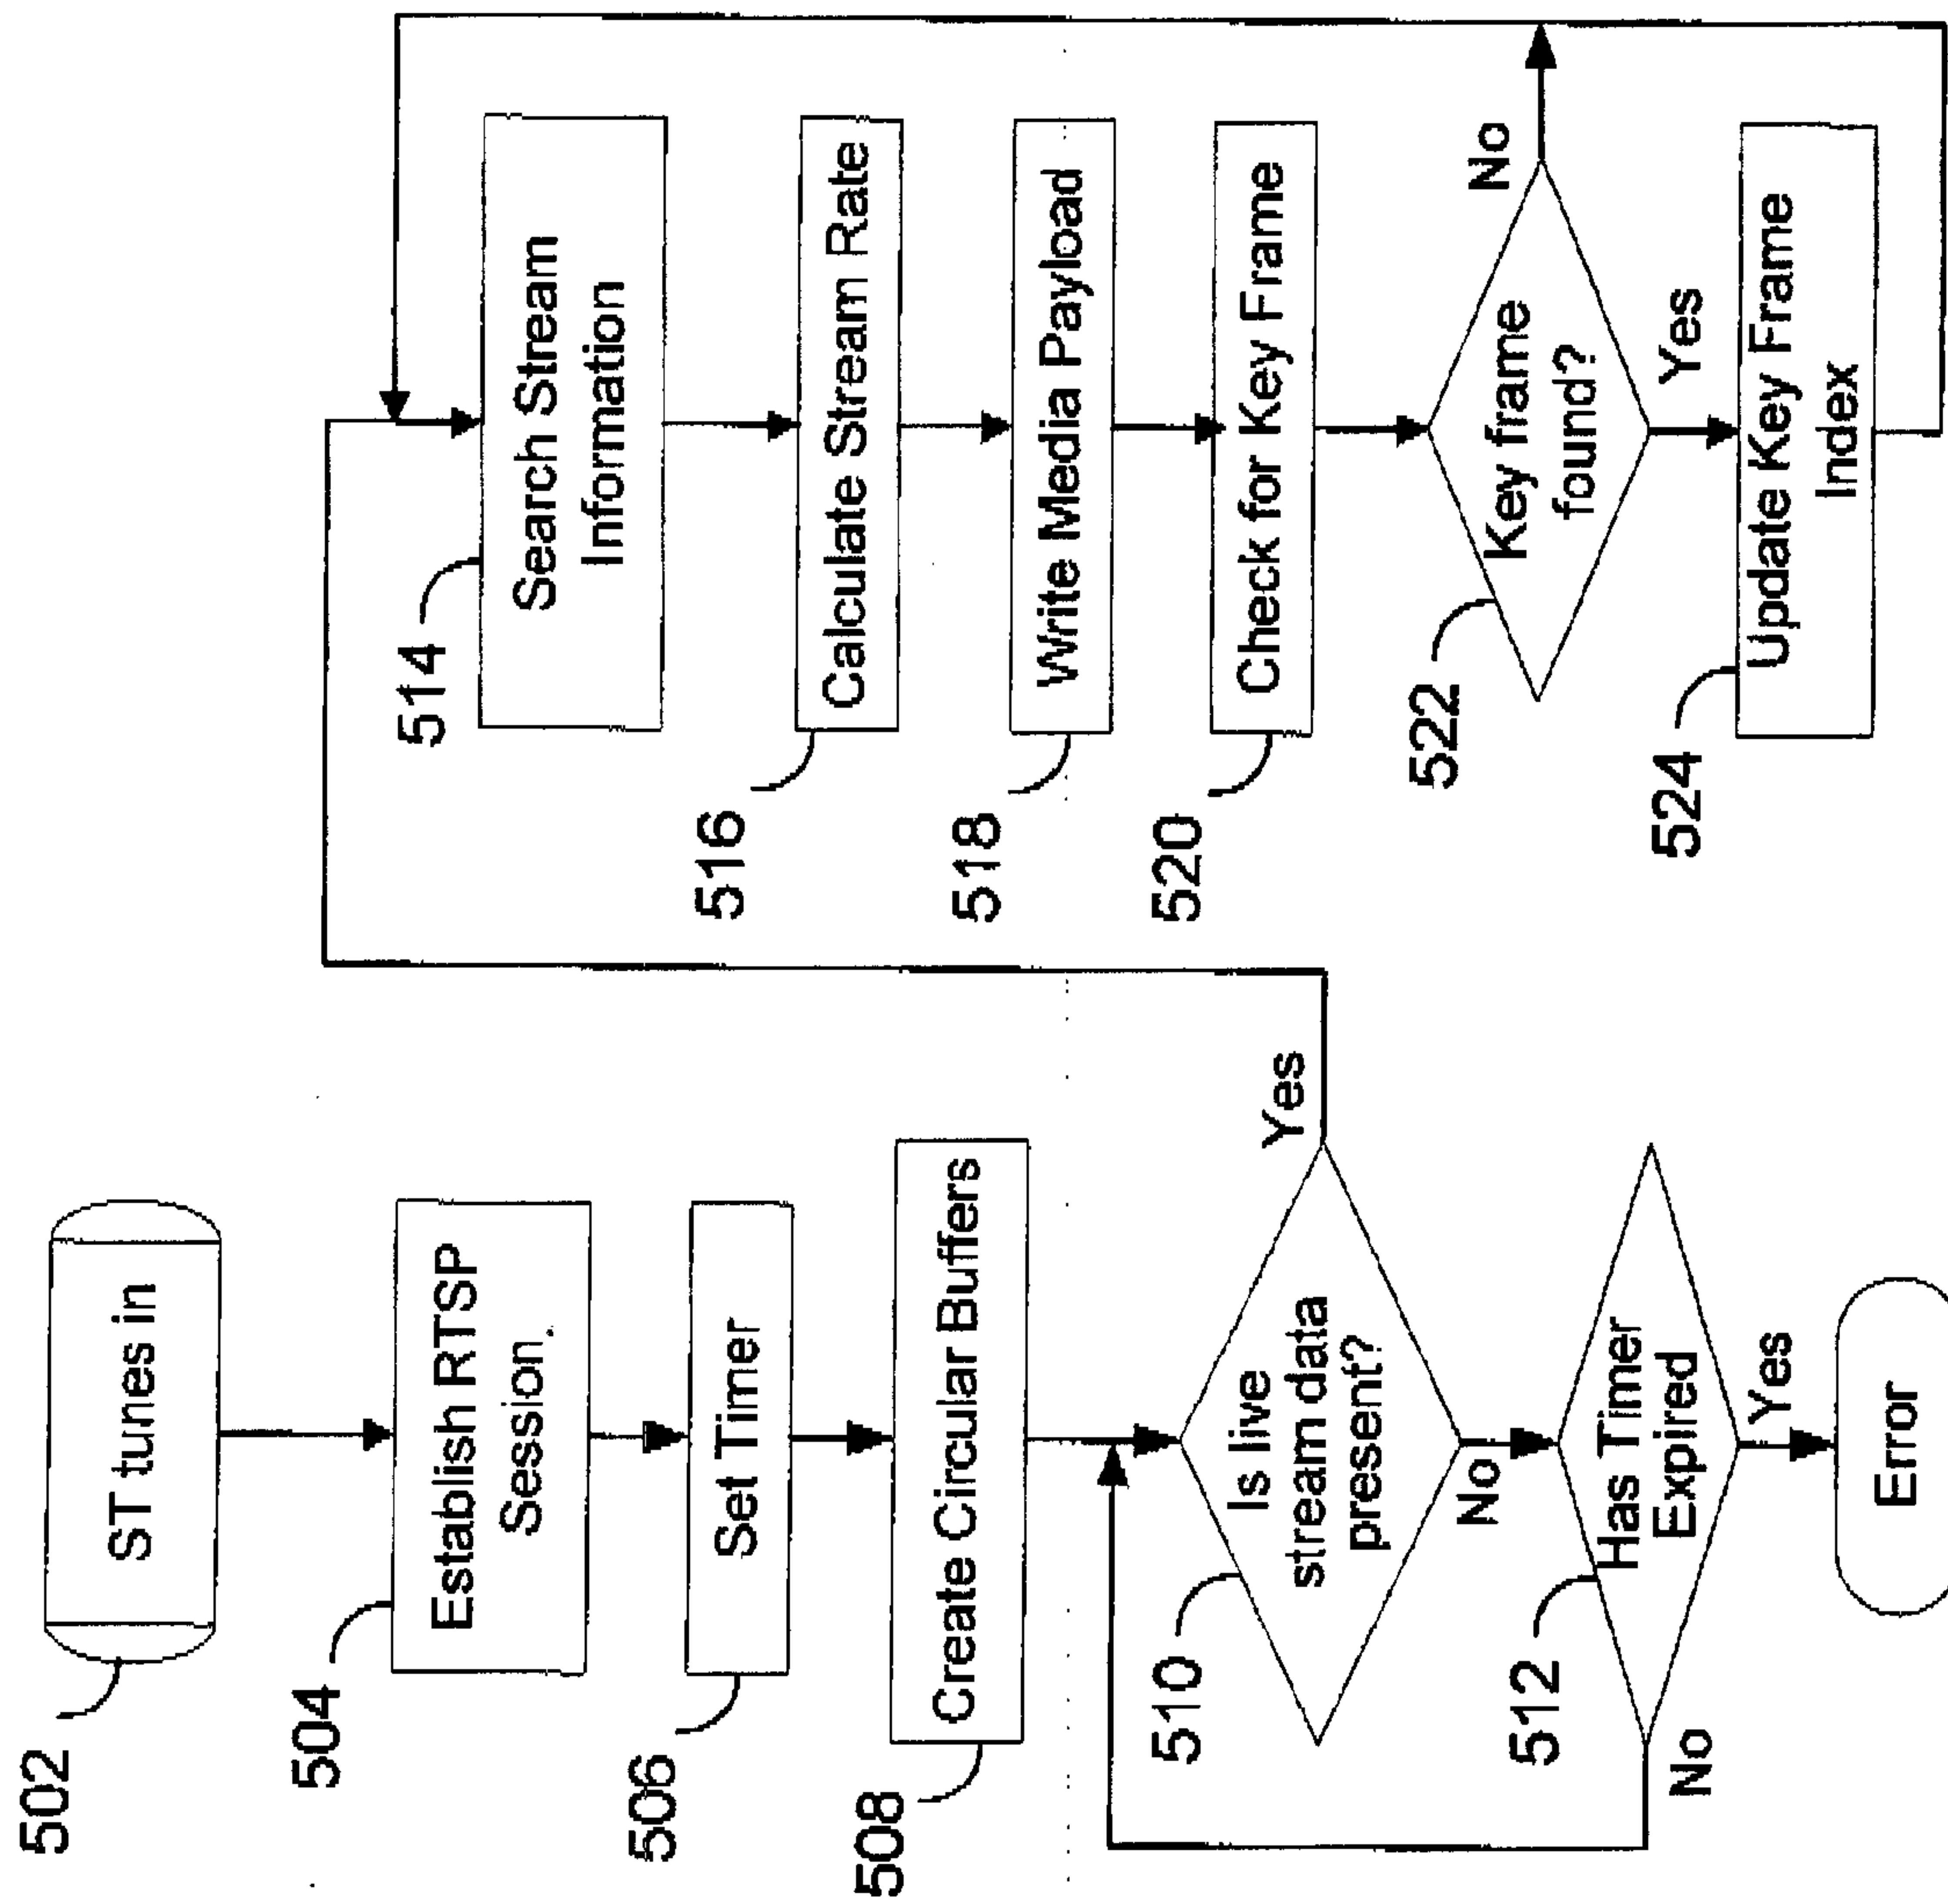 502
ST tunes in
504
Establish RTSP
Session
506
Set Timer
508
Create Circular Buffers
510
Is live
stream data
present?
Yes
No
512
Has Timer
Expired
No
Yes
Error
514
Search Stream
Information
516
Calculate Stream Rate
518
Write Media Payload
520
Check for Key Frame
522
Key frame
found?
No
Yes
524
Update Key Frame
Index